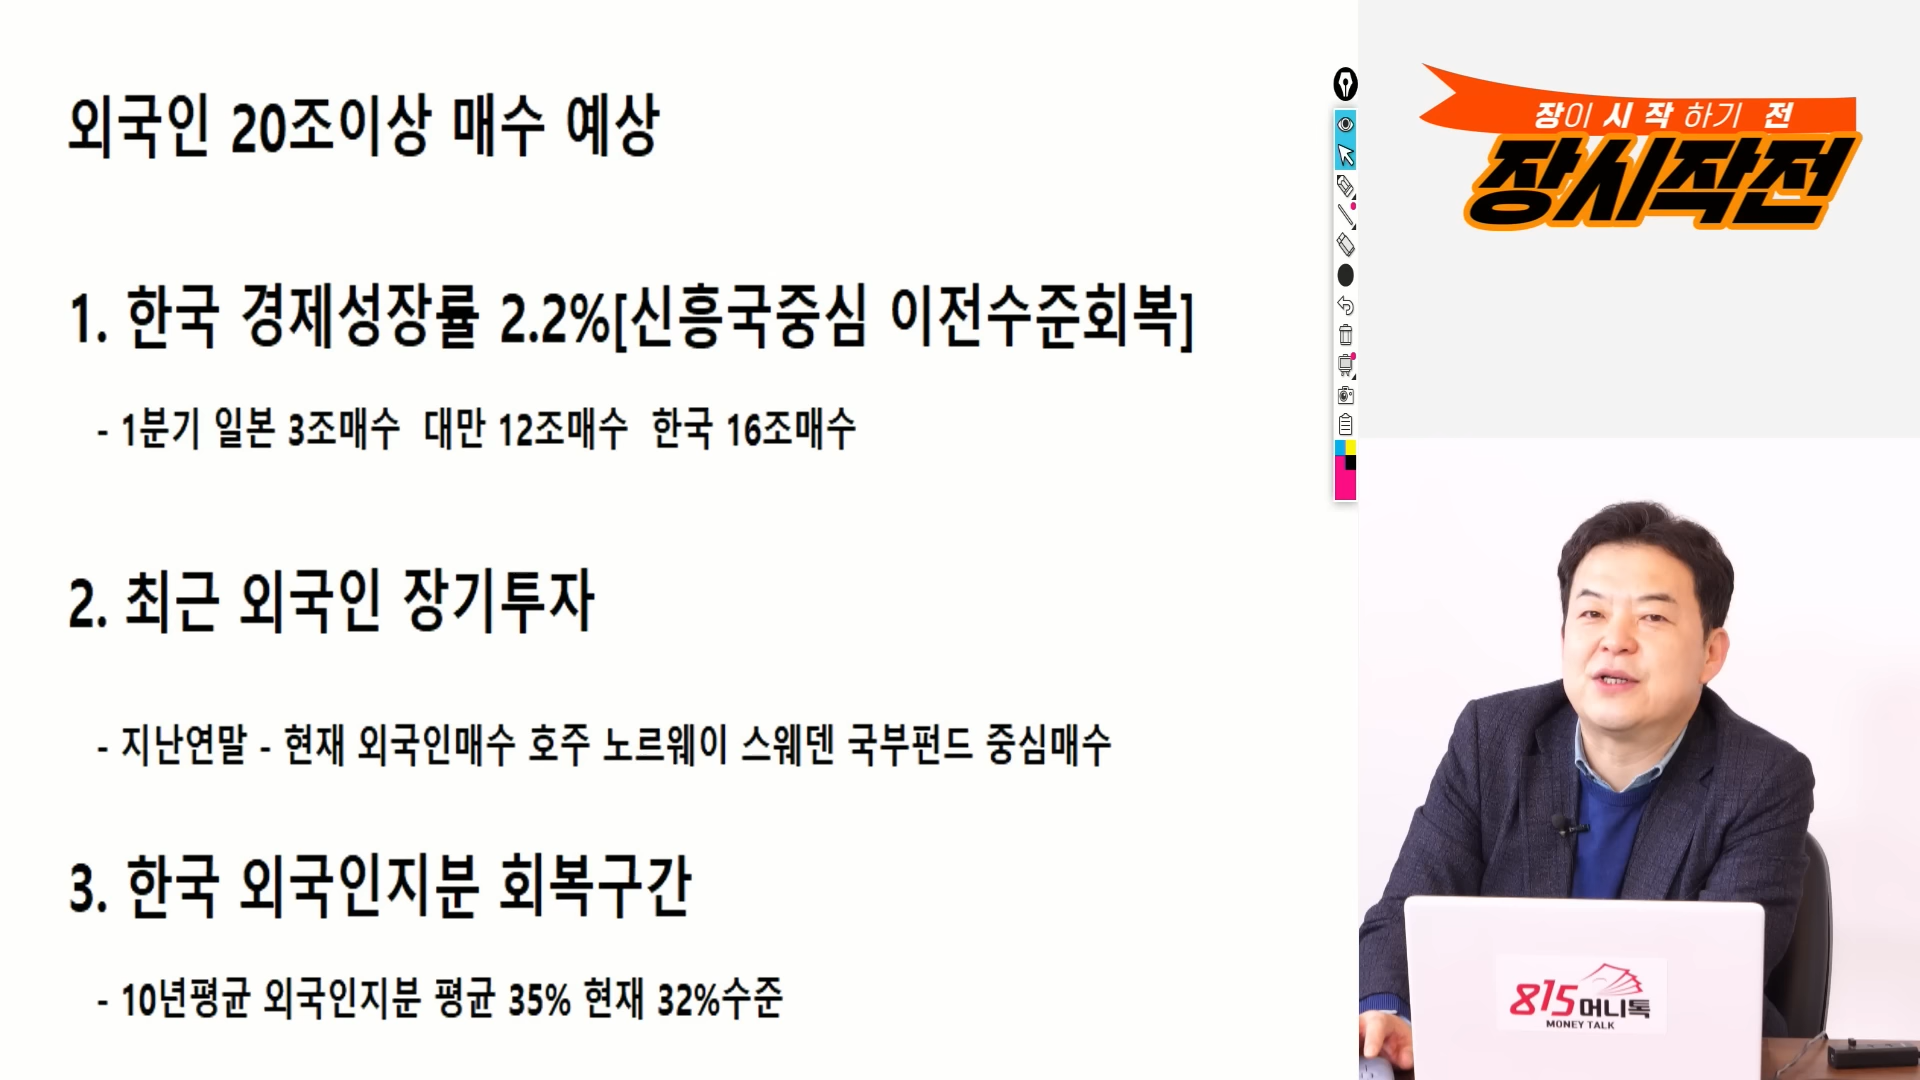 외국인 20조이상 매수 예상
1. 한국 경제성장률 2.2%[신흥국중심 이전수준회복]
- 1분기 일본 3조매수 대만 12조매수 한국 16조매수
2. 최근 외국인 장기투자
- 지난연말 - 현재 외국인매수 호주 노르웨이 스웨덴 국부펀드 중심매수
3. 한국 외국인지분 회복구간
- 10년평균 외국인지분 평균 35% 현재 32%수준
장이 시 작 하기 전
장시작전
815머니톡
MONEY TALK